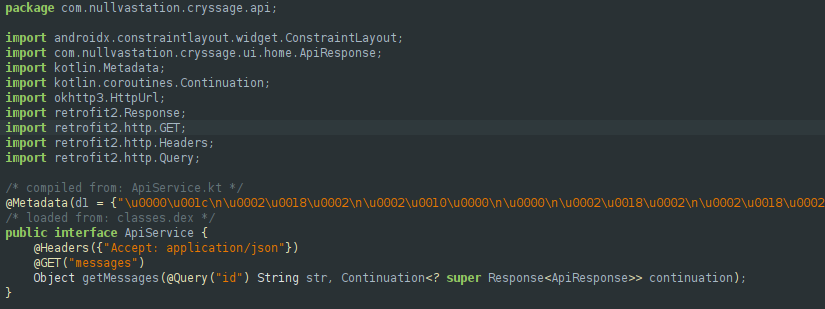 package com.nullvastation.cryssage.api;
import androidx.constraintlayout.widget.ConstraintLayout;
import com.nullvastation.cryssage.ui.home.ApiResponse;
import kotlin.Metadata;
import kotlin.coroutines.Continuation;
import okhttp3.HttpUrl;
import retrofit2.Response;
import retrofit2.http.GET;
import retrofit2.http.Headers;
import retrofit2.http.Query;
/* compiled from: ApiService.kt */
@Metadata(d1 = {"\u0000\u001c\n\u0002\u0018\u0002\n\u0002\u0010\u0000\n\u0000\n\u0002\u0018\u0002\n\u0002\u0018\u0002
/* loaded from: classes.dex */
public interface ApiService {
    @Headers({"Accept: application/json"})
    @GET("messages")
    Object getMessages(@Query("id") String str, Continuation<? super Response<ApiResponse>> continuation);
}